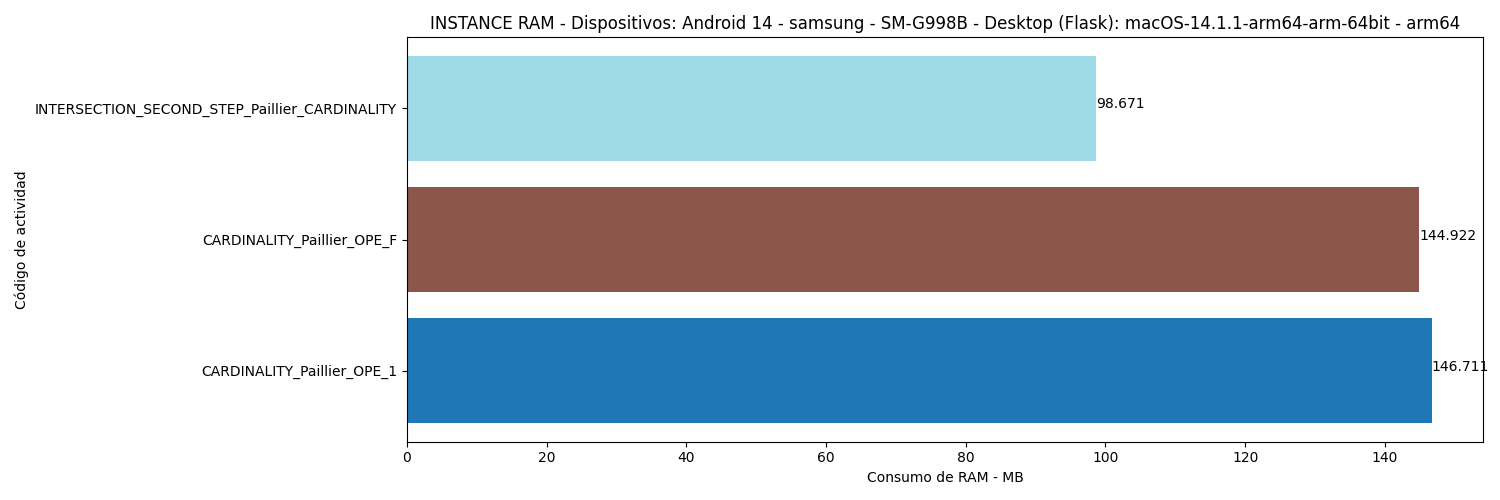 INSTANCE RAM - Dispositivos: Android 14 - samsung - SM-G998B - Desktop (Flask): macOS-14.1.1-arm64-arm-64bit - arm64
Código de actividad
INTERSECTION_SECOND_STEP_Paillier_CARDINALITY
98.671
CARDINALITY_Paillier_OPE_F
144.922
CARDINALITY_Paillier_OPE_1
146.711
0 20 40 60 80 100 120 140
Consumo de RAM - MB